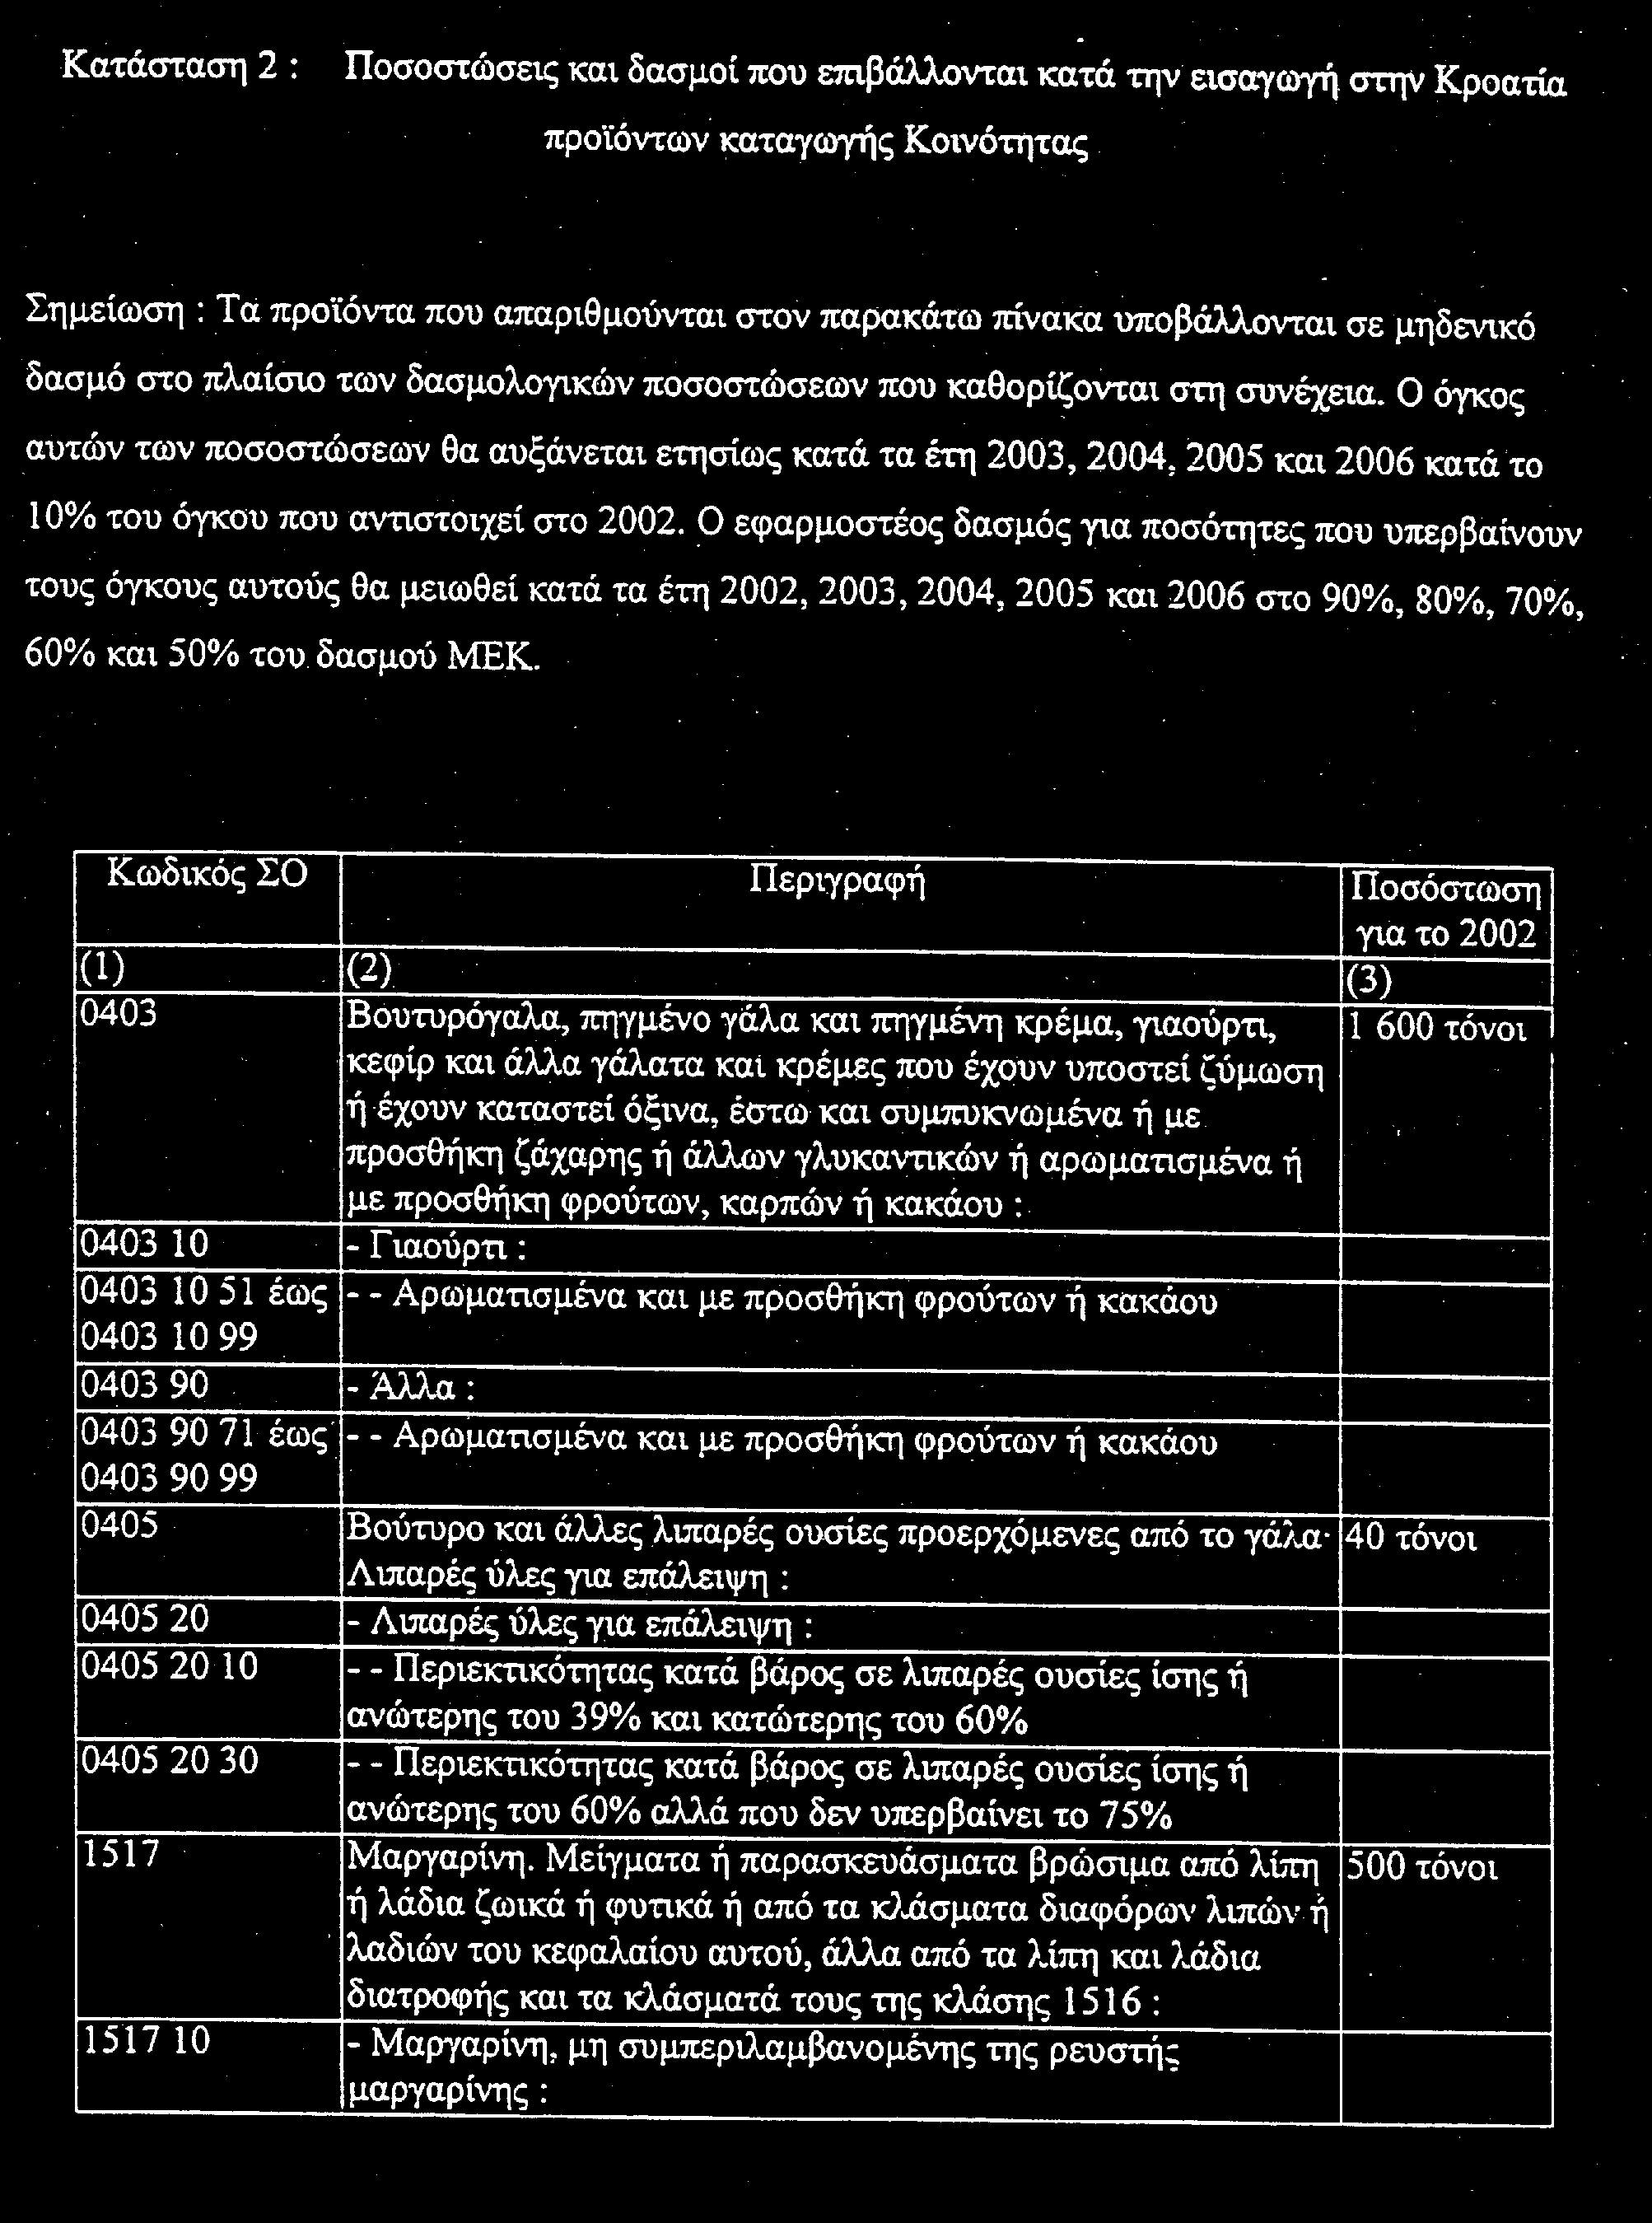 Κατάσταση 2 : Ποσοστώσεις και δασμοί που επιβάλλονται κατά την εισαγωγή στην Κροατία
προϊόντων καταγωγής Κοινότητας
Σημείωση : Τα προϊόντα που απαριθμούνται στον παρακάτω πίνακα υποβάλλονται σε μηδενικό
δασμό στο πλαίσιο των δασμολογικών ποσοστώσεων που καθορίζονται στη συνέχεια. Ο όγκος
αυτών των ποσοστώσεων θα αυξάνεται ετησίως κατά τα έτη 2003, 2004, 2005 και 2006 κατά το
10% του όγκου που αντιστοιχεί στο 2002. Ο εφαρμοστέος δασμός για ποσότητες που υπερβαίνουν
τους όγκους αυτούς θα μειωθεί κατά τα έτη 2002, 2003, 2004, 2005 και 2006 στο 90%, 80%, 70%,
60% και 50% του δασμού ΜΕΚ.
Κωδικός ΣΟ Περιγραφή Ποσόστωση
για το 2002
(1) (2) (3)
0403 Βουτυρόγαλα, πηγμένο γάλα και πηγμένη κρέμα, γιαούρτι, 1 600 τόνοι
κεφίρ και άλλα γάλατα και κρέμες που έχουν υποστεί ζύμωση
ή έχουν καταστεί όξινα, έστω και συμπυκνωμένα ή με
προσθήκη ζάχαρης ή άλλων γλυκαντικών ή αρωματισμένα ή
με προσθήκη φρούτων, καρπών ή κακάου :
0403 10 - Γιαούρτι :
0403 10 51 έως - - Αρωματισμένα και με προσθήκη φρούτων ή κακάου
0403 10 99
0403 90 - Άλλα :
0403 90 71 έως - - Αρωματισμένα και με προσθήκη φρούτων ή κακάου
0403 90 99
0405 Βούτυρο και άλλες λιπαρές ουσίες προερχόμενες από το γάλα· 40 τόνοι
Λιπαρές ύλες για επάλειψη :
0405 20 - Λιπαρές ύλες για επάλειψη :
0405 20 10 - - Περιεκτικότητας κατά βάρος σε λιπαρές ουσίες ίσης ή
ανώτερης του 39% και κατώτερης του 60%
0405 20 30 - - Περιεκτικότητας κατά βάρος σε λιπαρές ουσίες ίσης ή
ανώτερης του 60% αλλά που δεν υπερβαίνει το 75%
1517 Μαργαρίνη. Μείγματα ή παρασκευάσματα βρώσιμα από λίπη 500 τόνοι
ή λάδια ζωικά ή φυτικά ή από τα κλάσματα διαφόρων λιπών ή
λαδιών του κεφαλαίου αυτού, άλλα από τα λίπη και λάδια
διατροφής και τα κλάσματά τους της κλάσης 1516 :
1517 10 - Μαργαρίνη, μη συμπεριλαμβανομένης της ρευστής
μαργαρίνης :